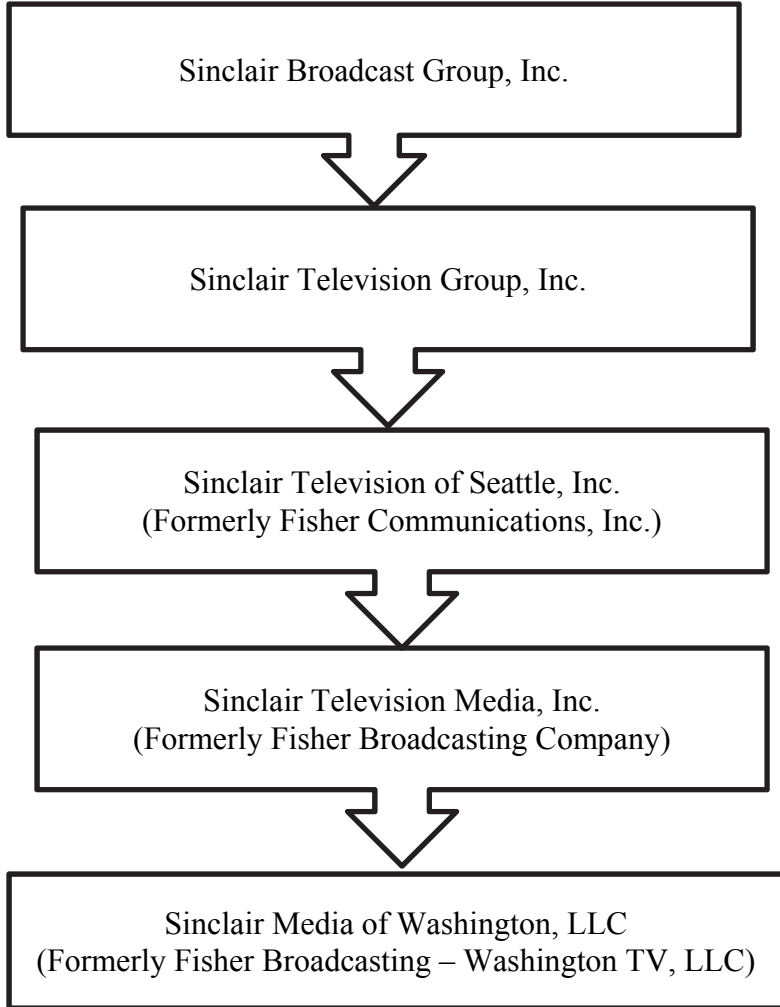 Sinclair Broadcast Group, Inc.
Sinclair Television Group, Inc.
Sinclair Television of Seattle, Inc.
(Formerly Fisher Communications, Inc.)
Sinclair Television Media, Inc.
(Formerly Fisher Broadcasting Company)
Sinclair Media of Washington, LLC
(Formerly Fisher Broadcasting – Washington TV, LLC)